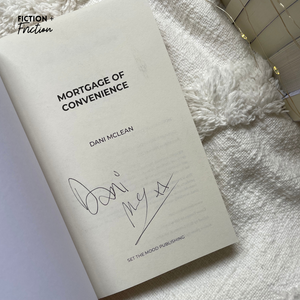 FICTION +
Friction
MORTGAGE OF
CONVENIENCE
DANI MCLEAN
Dani
SET THE MOOD PUBLISHING